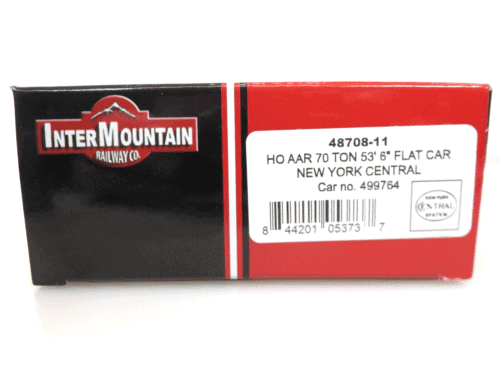 INTERMOUNTAIN
RAILWAY CO.
48708-11
HO AAR 70 TON 53' 6" FLAT CAR
NEW YORK CENTRAL
Car no. 499764
8 44201 05373 7
NEW YORK
CENTRAL
SYSTEM